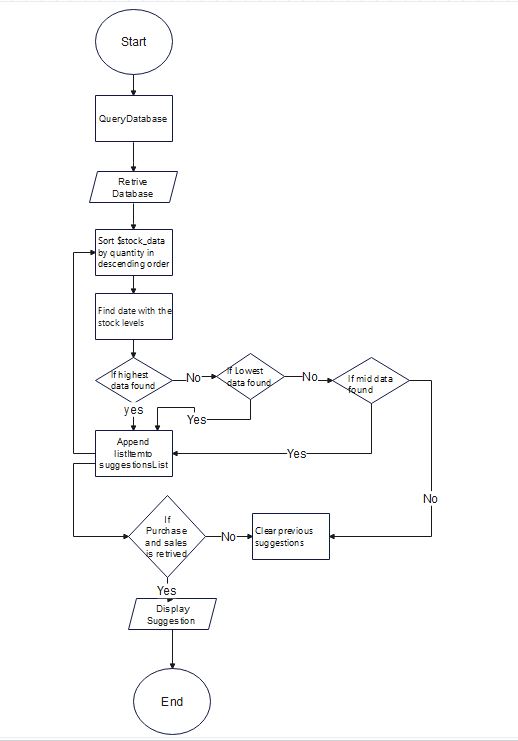 Start
QueryDatabase
Retrive
Database
Sort $stock_data
by quantity in
descending order
Find date with the
stock levels
If highest
data found
No
If Lowest
data found
No
If mid data
found
yes
Yes
Append
listItemto
suggestionsList
Yes
No
If
Purchase
and sales
is retrived
No
Clear previous
suggestions
Yes
Display
Suggestion
End